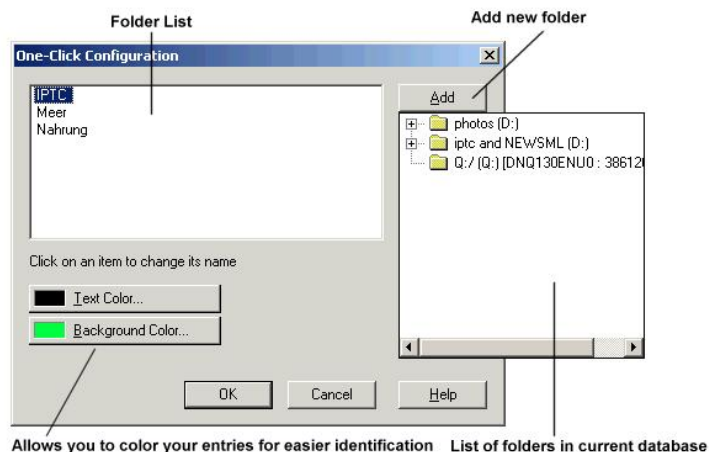 Folder List
Add new folder
One-Click Configuration
IPTC
Meer
Nahrung
Add
photos (D:)
iptc and NEWSML (D:)
Q:/ (Q:) [DNQ130ENU0 : 386120
Click on an item to change its name
Text Color...
Background Color...
OK
Cancel
Help
Allows you to color your entries for easier identification
List of folders in current database